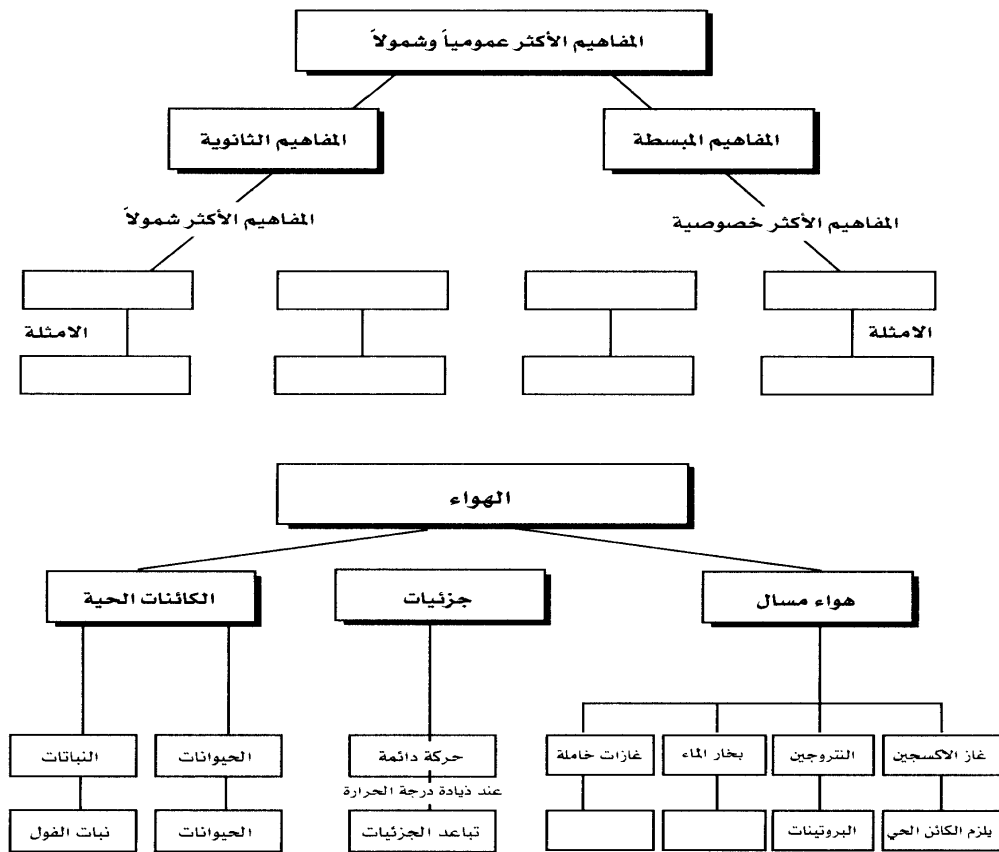 المفاهيم الأكثر عمومياً وشمولاً
المفاهيم المبسطة
المفاهيم الثانوية
المفاهيم الأكثر خصوصية
المفاهيم الأكثر شمولاً
الامثلة
الامثلة
الهواء
هواء مسال
جزئيات
الكائنات الحية
غاز الاكسجين
النتروجين
بخار الماء
غازات خاملة
حركة دائمة
الحيوانات
النباتات
عند ذيادة درجة الحرارة
يلزم الكائن الحي
البروتينات
تباعد الجزئيات
الحيوانات
نبات الفول